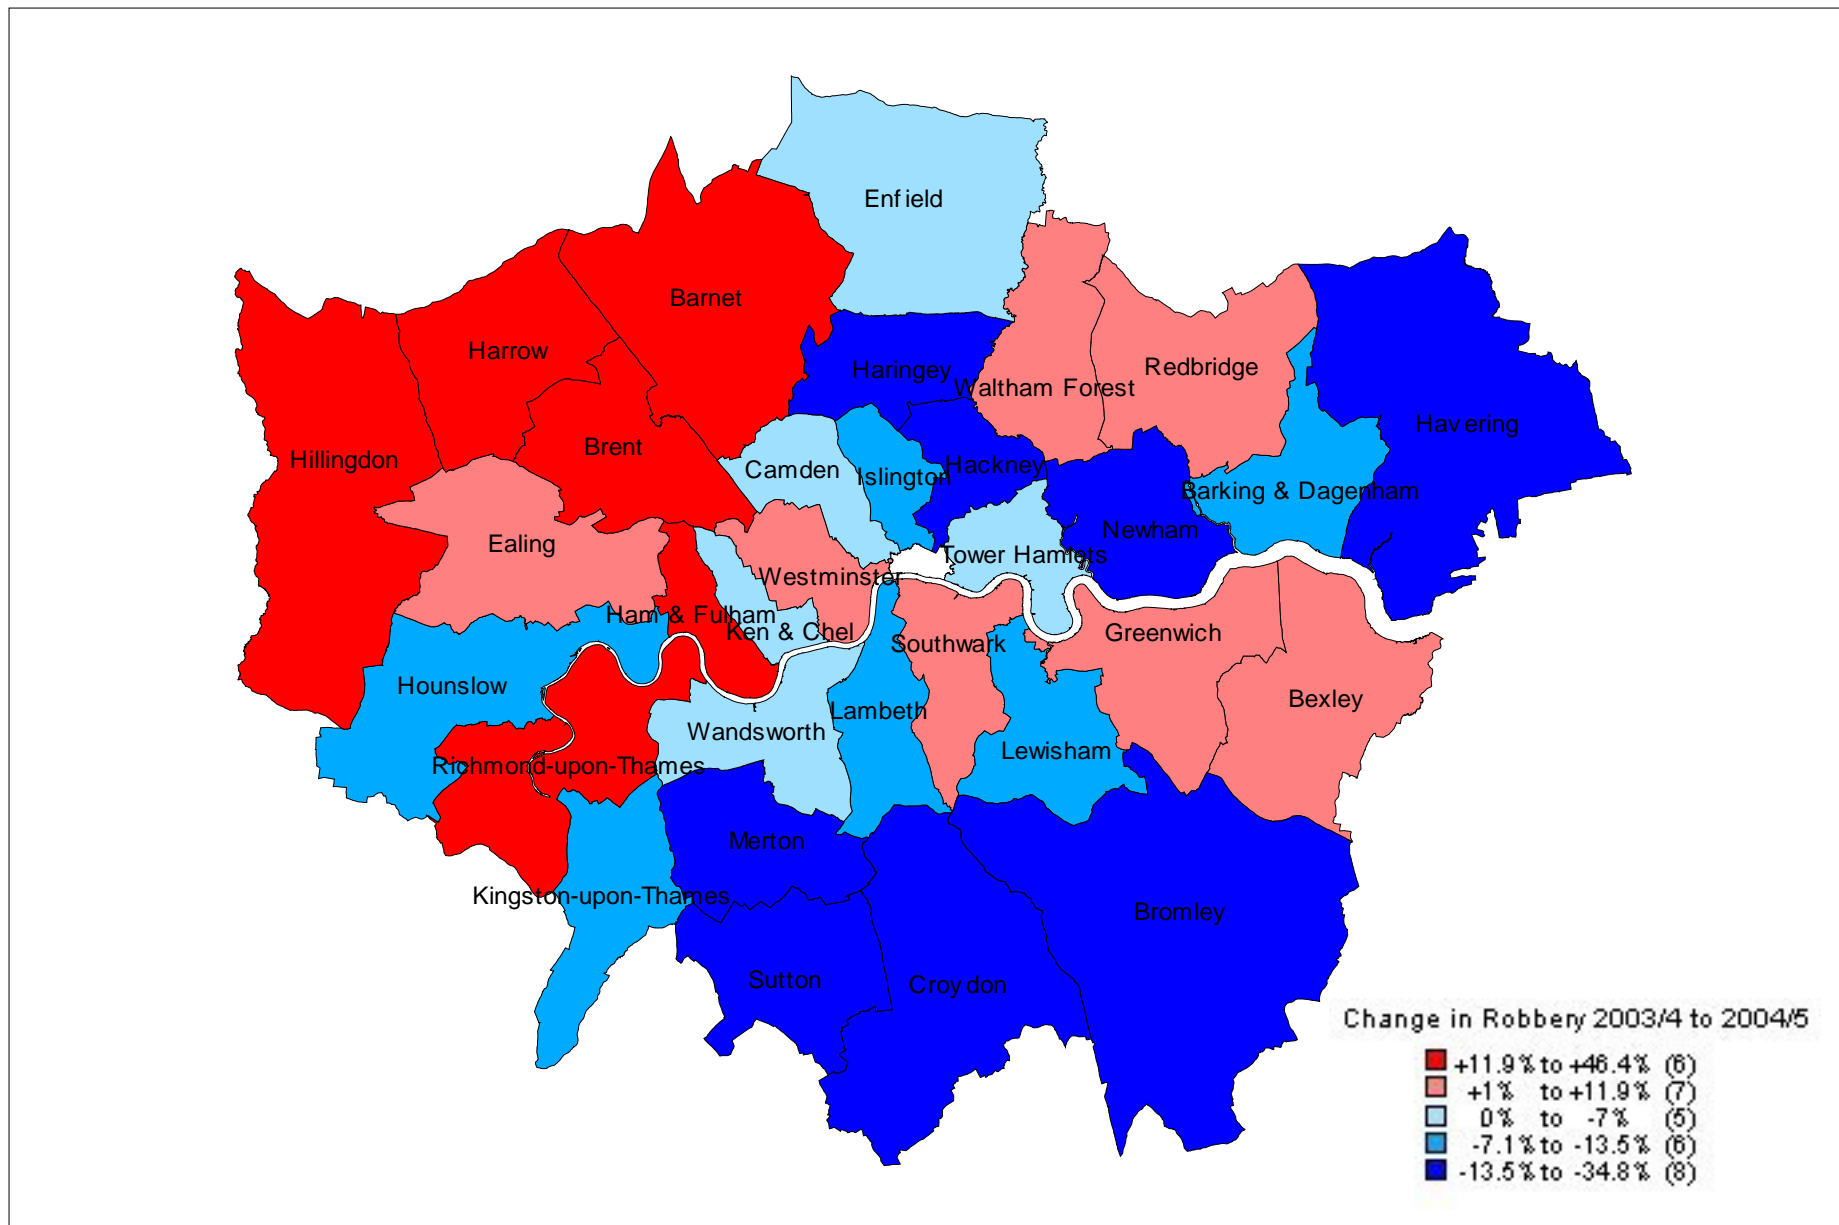 Enfield
Barnet
Harrow
Haringey
Redbridge
Waltham Forest
Havering
Brent
Hillingdon
Camden
Islington
Hackney
Barking & Dagenham
Newham
Ealing
Tower Hamlets
Westminster
Ham & Fulham
Ken & Chel
Southwark
Greenwich
Hounslow
Bexley
Lambeth
Wandsworth
Lewisham
Richmond-upon-Thames
Merton
Kingston-upon-Thames
Bromley
Sutton
Croydon
Change in Robbery 2003/4 to 2004/5
+11.9% to +46.4% (6)
+1% to +11.9% (7)
0% to -7% (5)
-7.1% to -13.5% (6)
-13.5% to -34.8% (8)